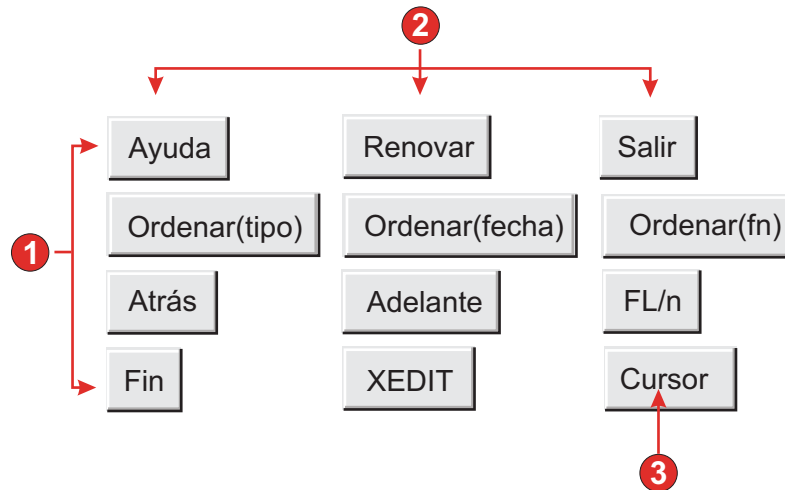 2
Ayuda Renovar Salir
Ordenar(tipo) Ordenar(fecha) Ordenar(fn)
1
Atrás Adelante FL/n
Fin XEDIT Cursor
3